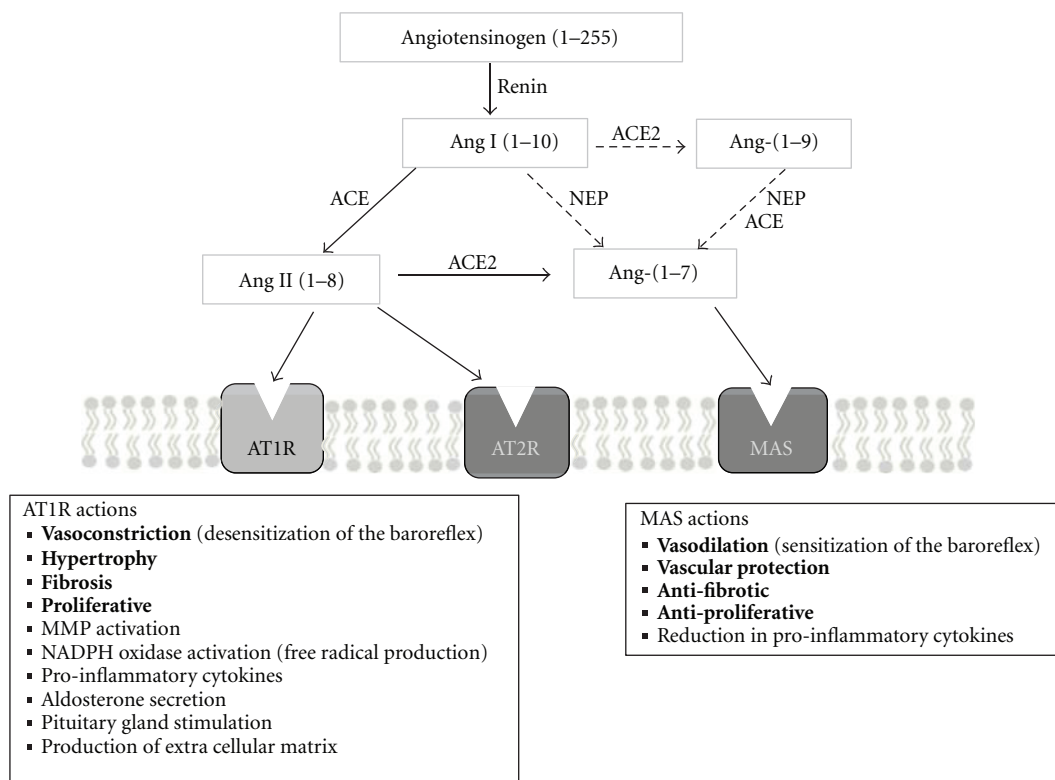 Angiotensinogen (1–255)
Renin
Ang I (1–10)
ACE2
Ang-(1–9)
ACE
NEP
NEP
ACE
Ang II (1–8)
ACE2
Ang-(1–7)
AT1R
AT2R
MAS
AT1R actions
▪ Vasoconstriction (desensitization of the baroreflex)
▪ Hypertrophy
▪ Fibrosis
▪ Proliferative
▪ MMP activation
▪ NADPH oxidase activation (free radical production)
▪ Pro-inflammatory cytokines
▪ Aldosterone secretion
▪ Pituitary gland stimulation
▪ Production of extra cellular matrix
MAS actions
▪ Vasodilation (sensitization of the baroreflex)
▪ Vascular protection
▪ Anti-fibrotic
▪ Anti-proliferative
▪ Reduction in pro-inflammatory cytokines